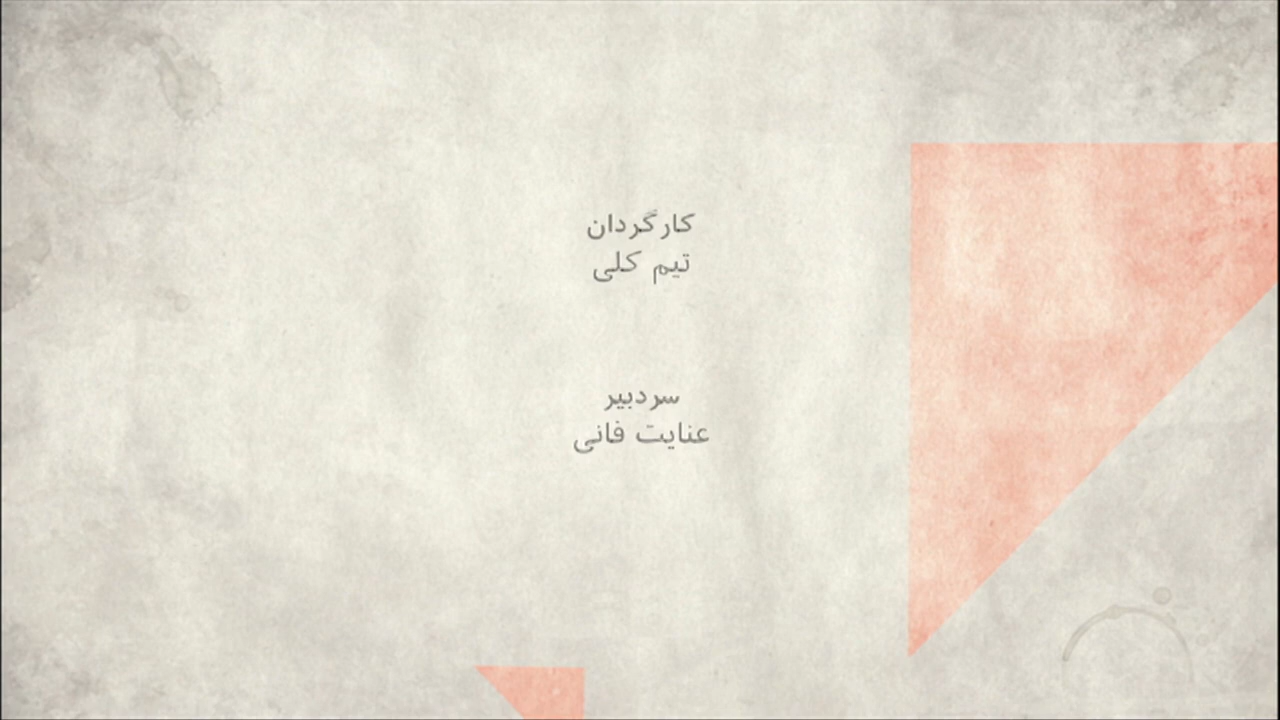 کارگردان
تیم کلی
سردبیر
عنایت فانی